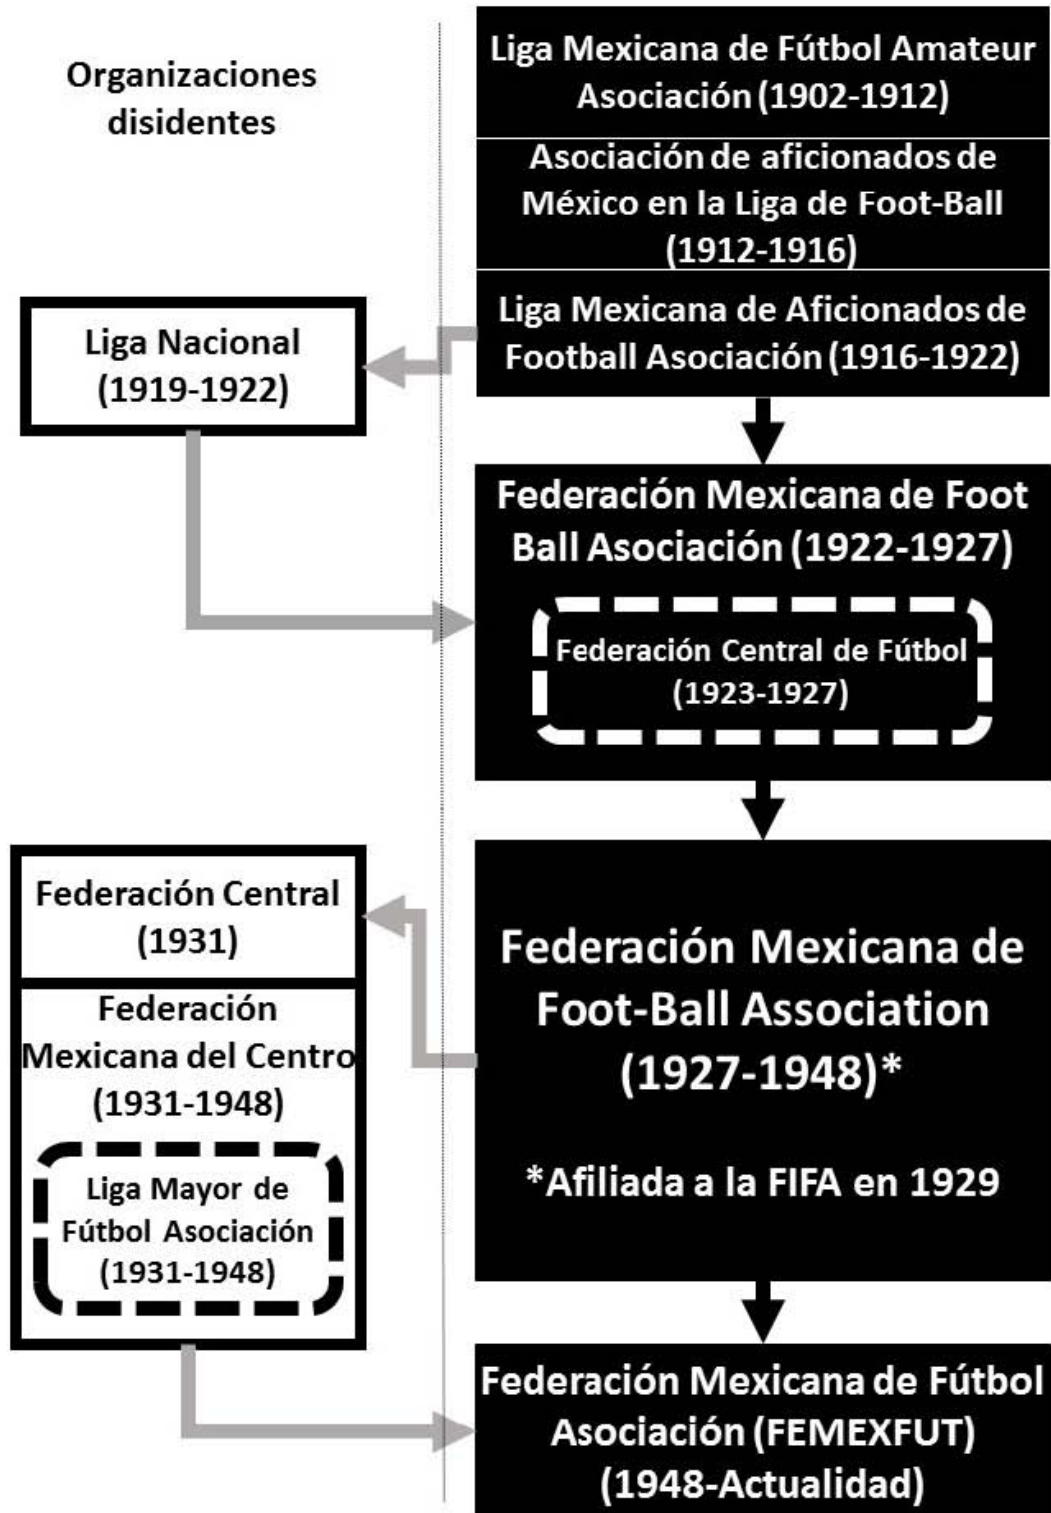 Organizaciones
disidentes
Liga Mexicana de Fútbol Amateur
Asociación (1902-1912)
Asociación de aficionados de
México en la Liga de Foot-Ball
(1912-1916)
Liga Mexicana de Aficionados de
Football Asociación (1916-1922)
Liga Nacional
(1919-1922)
Federación Mexicana de Foot
Ball Asociación (1922-1927)
Federación Central de Fútbol
(1923-1927)
Federación Central
(1931)
Federación
Mexicana del Centro
(1931-1948)
Liga Mayor de
Fútbol Asociación
(1931-1948)
Federación Mexicana de
Foot-Ball Association
(1927-1948)*
*Afiliada a la FIFA en 1929
Federación Mexicana de Fútbol
Asociación (FEMEXFUT)
(1948-Actualidad)